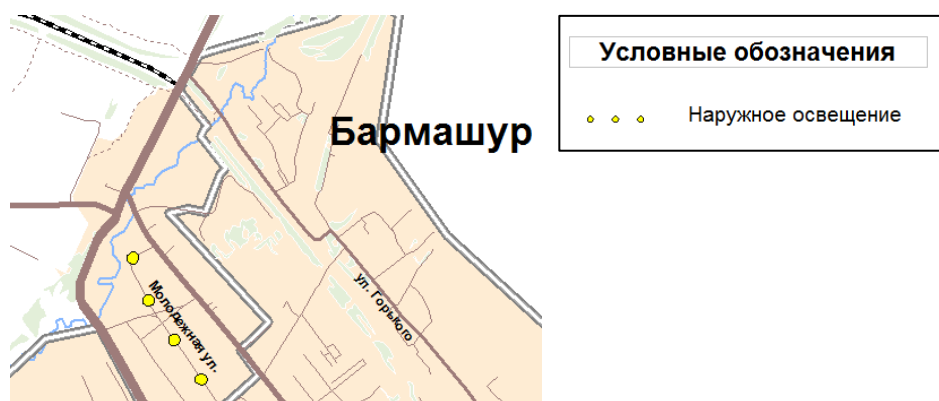 Условные обозначения
Наружное освещение
Бармашур
ул. Горького
Молодежная ул.